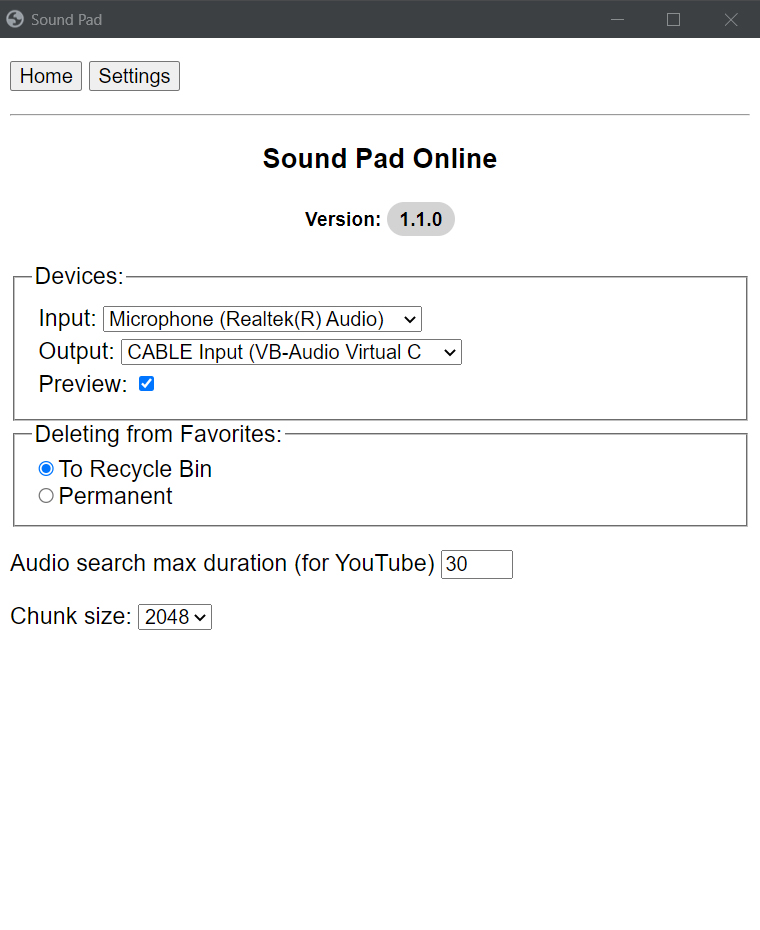 Sound Pad
Home Settings
Sound Pad Online
Version: 1.1.0
Devices:
Input: Microphone (Realtek(R) Audio)
Output: CABLE Input (VB-Audio Virtual C
Preview:
Deleting from Favorites:
To Recycle Bin
Permanent
Audio search max duration (for YouTube) 30
Chunk size: 2048